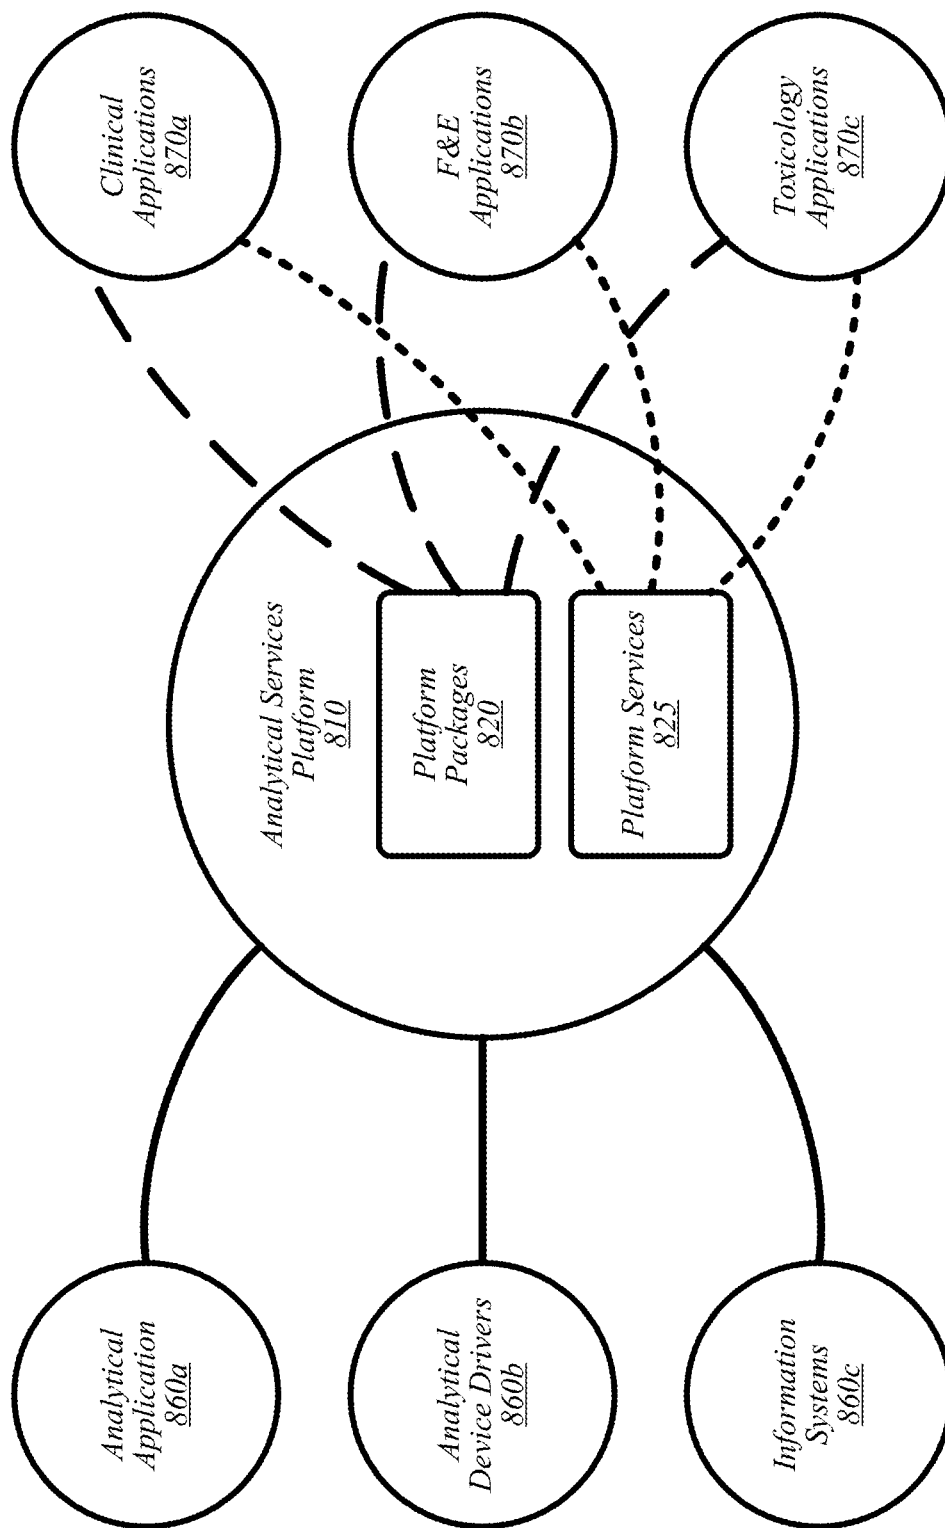 Analytical
Application
860a
Analytical
Device Drivers
860b
Information
Systems
860c
Analytical Services
Platform
810
Platform
Packages
820
Platform Services
825
Clinical
Applications
870a
F&E
Applications
870b
Toxicology
Applications
870c